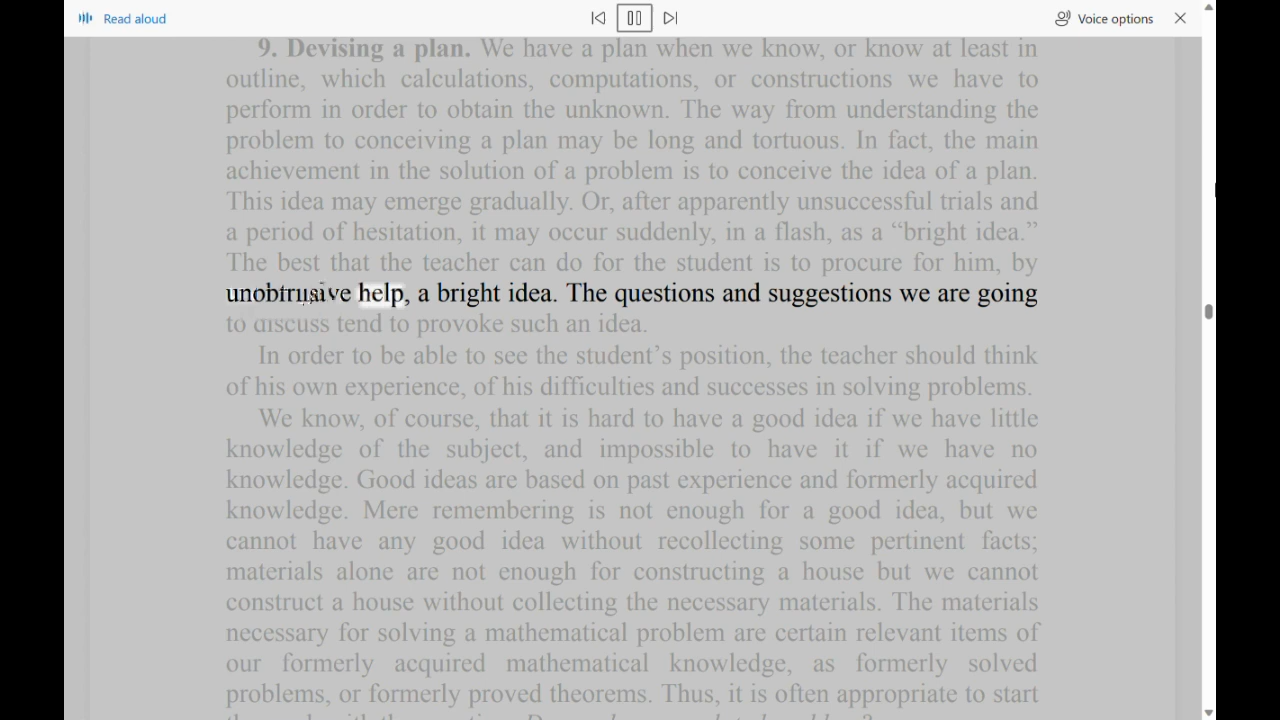 Read aloud
Voice options
9. Devising a plan. We have a plan when we know, or know at least in
outline, which calculations, computations, or constructions we have to
perform in order to obtain the unknown. The way from understanding the
problem to conceiving a plan may be long and tortuous. In fact, the main
achievement in the solution of a problem is to conceive the idea of a plan.
This idea may emerge gradually. Or, after apparently unsuccessful trials and
a period of hesitation, it may occur suddenly, in a flash, as a “bright idea.”
The best that the teacher can do for the student is to procure for him, by
unobtrusive help, a bright idea. The questions and suggestions we are going
to discuss tend to provoke such an idea.
In order to be able to see the student’s position, the teacher should think
of his own experience, of his difficulties and successes in solving problems.
We know, of course, that it is hard to have a good idea if we have little
knowledge of the subject, and impossible to have it if we have no
knowledge. Good ideas are based on past experience and formerly acquired
knowledge. Mere remembering is not enough for a good idea, but we
cannot have any good idea without recollecting some pertinent facts;
materials alone are not enough for constructing a house but we cannot
construct a house without collecting the necessary materials. The materials
necessary for solving a mathematical problem are certain relevant items of
our formerly acquired mathematical knowledge, as formerly solved
problems, or formerly proved theorems. Thus, it is often appropriate to start